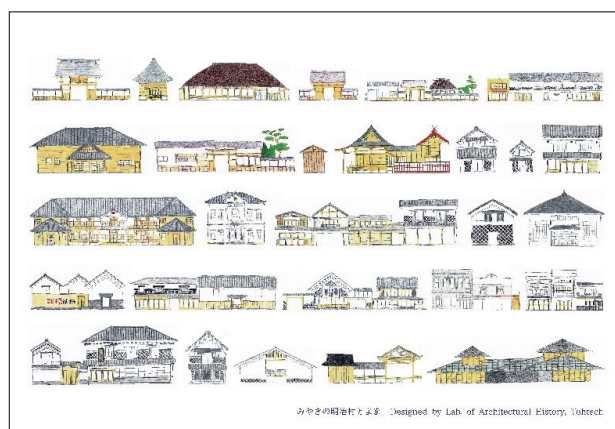 みやぎの明治村とよま Designed by Lab. of Architectural History, Tohtech